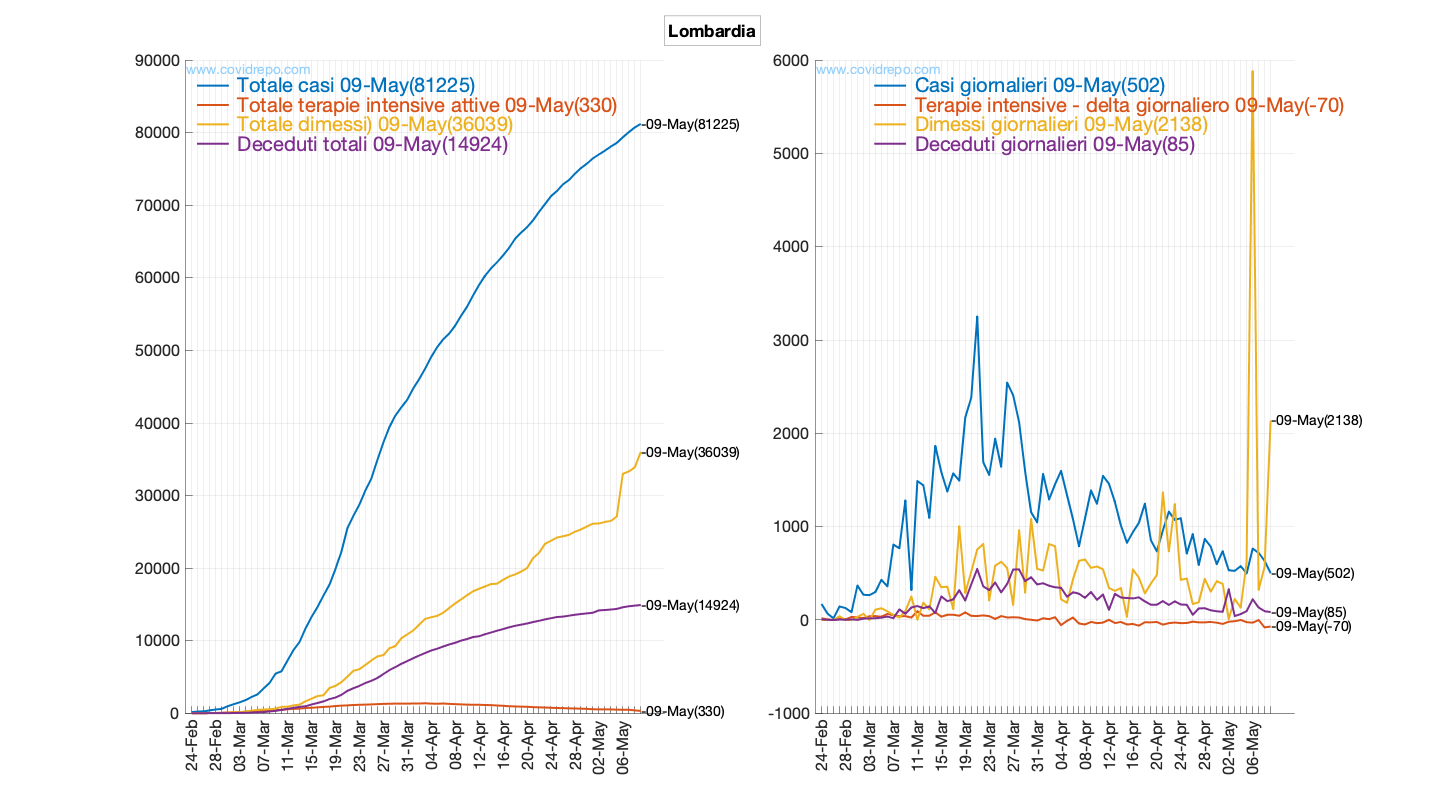 Lombardia
90000
80000
70000
60000
50000
40000
30000
20000
10000
0
www.covidrepo.com
Totale casi 09-May(81225)
Totale terapie intensive attive 09-May(330)
Totale dimessi) 09-May(36039)
Deceduti totali 09-May(14924)
-09-May(81225)
-09-May(36039)
-09-May(14924)
-09-May(330)
24-Feb
28-Feb
03-Mar
07-Mar
11-Mar
15-Mar
19-Mar
23-Mar
27-Mar
31-Mar
04-Apr
08-Apr
12-Apr
16-Apr
20-Apr
24-Apr
28-Apr
02-May
06-May
6000
5000
4000
3000
2000
1000
0
-1000
www.covidrepo.com
Casi giornalieri 09-May(502)
Terapie intensive - delta giornaliero 09-May(-70)
Dimessi giornalieri 09-May(2138)
Deceduti giornalieri 09-May(85)
-09-May(2138)
-09-May(502)
-09-May(85)
-09-May(-70)
24-Feb
28-Feb
03-Mar
07-Mar
11-Mar
15-Mar
19-Mar
23-Mar
27-Mar
31-Mar
04-Apr
08-Apr
12-Apr
16-Apr
20-Apr
24-Apr
28-Apr
02-May
06-May